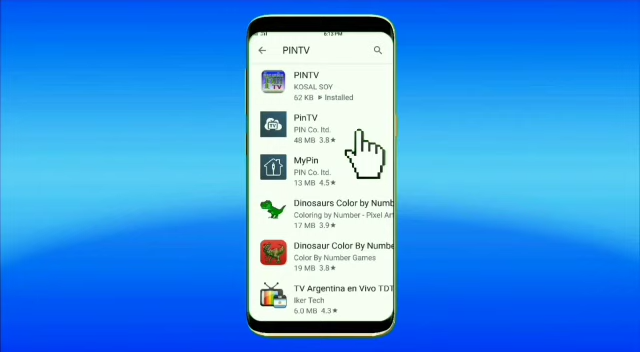 6:13 PM
PINTV
PINTV
KOSAL SOY
62 KB Installed
PinTV
PIN Co. ltd.
48 MB 3.8★
MyPin
PIN Co. ltd.
13 MB 4.5★
Dinosaurs Color by Numb
Coloring by Number - Pixel Ar
17 MB 3.9★
Dinosaur Color By Numbe
Color By Number Games
19 MB 3.8★
TV Argentina en Vivo TDT
Iker Tech
6.0 MB 4.3★